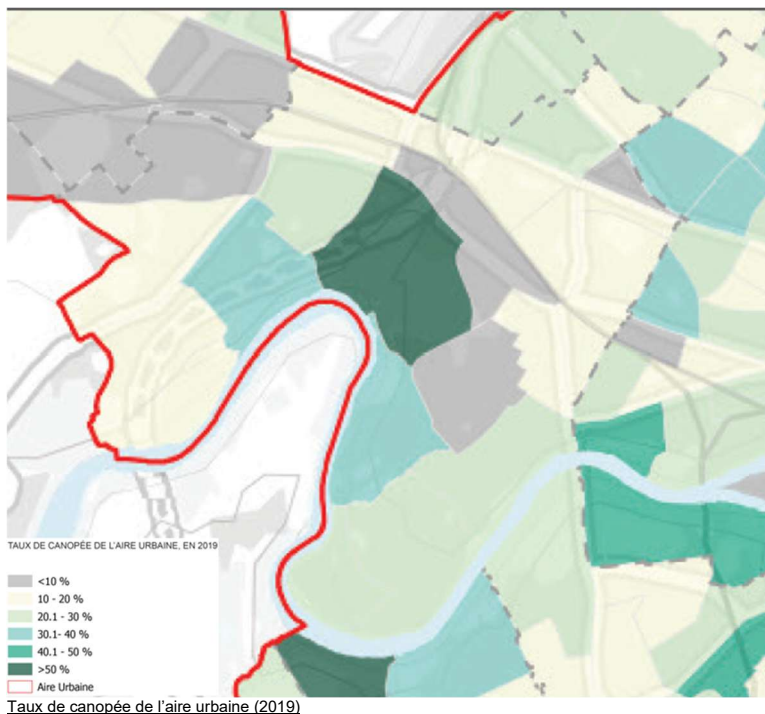 TAUX DE CANOPÉE DE L'AIRE URBAINE, EN 2019
<10 %
10 - 20 %
20.1 - 30 %
30.1- 40 %
40.1 - 50 %
>50 %
Aire Urbaine
Taux de canopée de l'aire urbaine (2019)